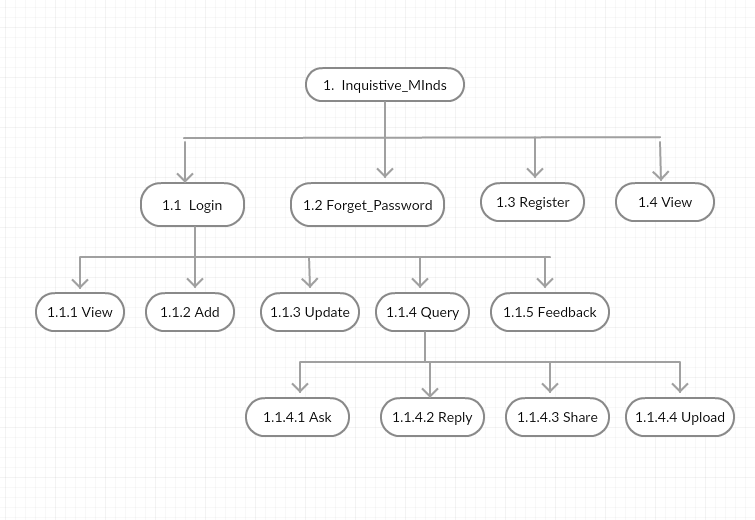 1. Inquistive_MInds
1.1 Login
1.2 Forget_Password
1.3 Register
1.4 View
1.1.1 View
1.1.2 Add
1.1.3 Update
1.1.4 Query
1.1.5 Feedback
1.1.4.1 Ask
1.1.4.2 Reply
1.1.4.3 Share
1.1.4.4 Upload